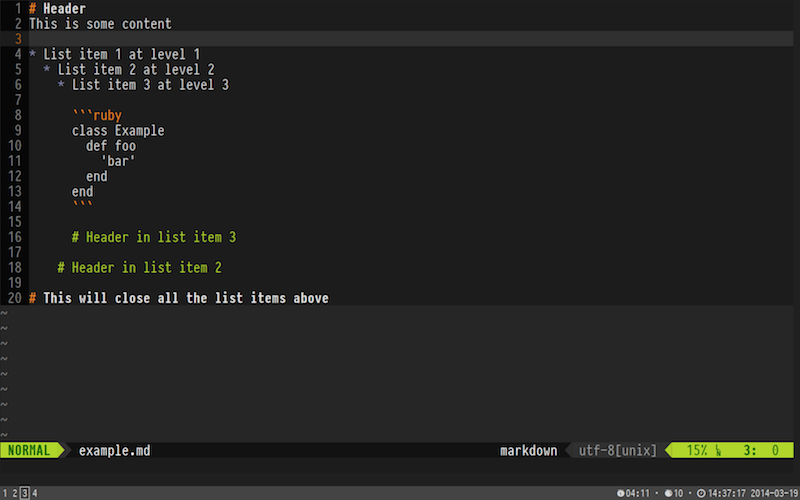 1 # Header
2 This is some content
3
4 * List item 1 at level 1
5   * List item 2 at level 2
6     * List item 3 at level 3
7
8       ```ruby
9       class Example
10        def foo
11          'bar'
12        end
13      end
14      ```
15
16      # Header in list item 3
17
18    # Header in list item 2
19
20 # This will close all the list items above
~
~
~
~
~
~
~
~
~
NORMAL example.md markdown utf-8[unix] 15% ␤ 3: 0
1 2 3 4 04:11 · 10 · 14:37:17 2014-03-19